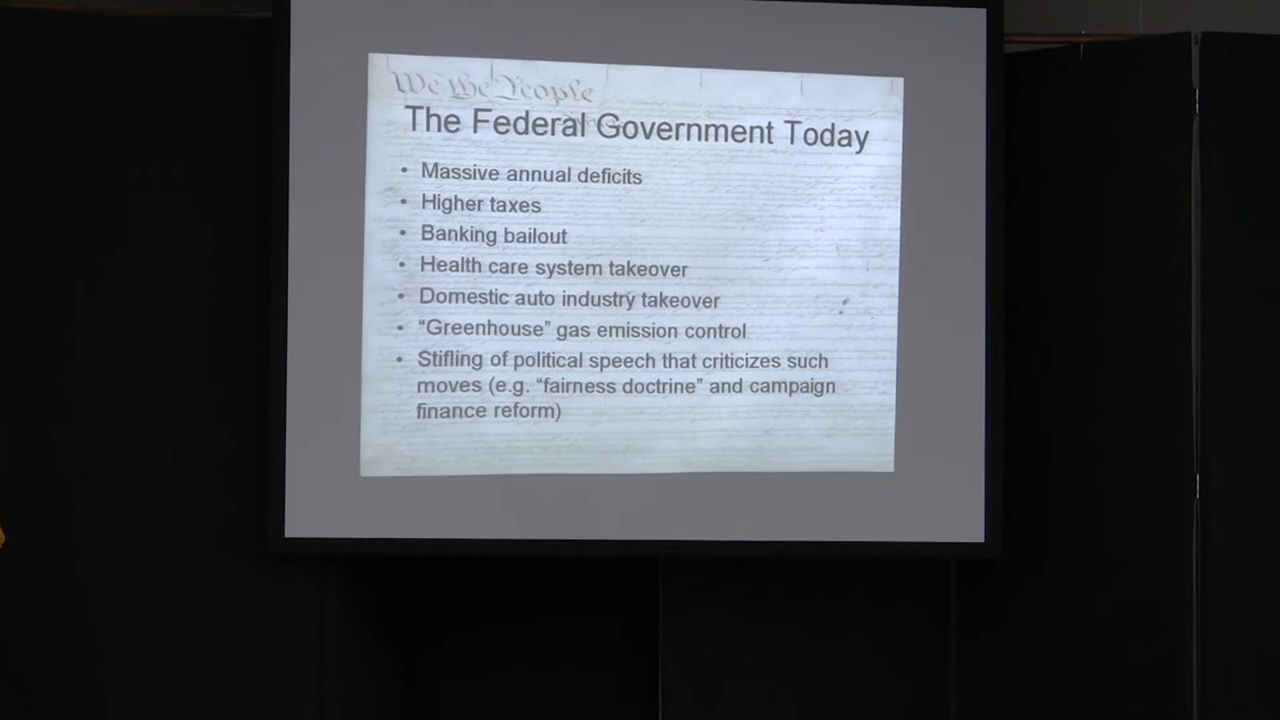 We the People
The Federal Government Today
• Massive annual deficits
• Higher taxes
• Banking bailout
• Health care system takeover
• Domestic auto industry takeover
• “Greenhouse” gas emission control
• Stifling of political speech that criticizes such
moves (e.g. “fairness doctrine” and campaign
finance reform)